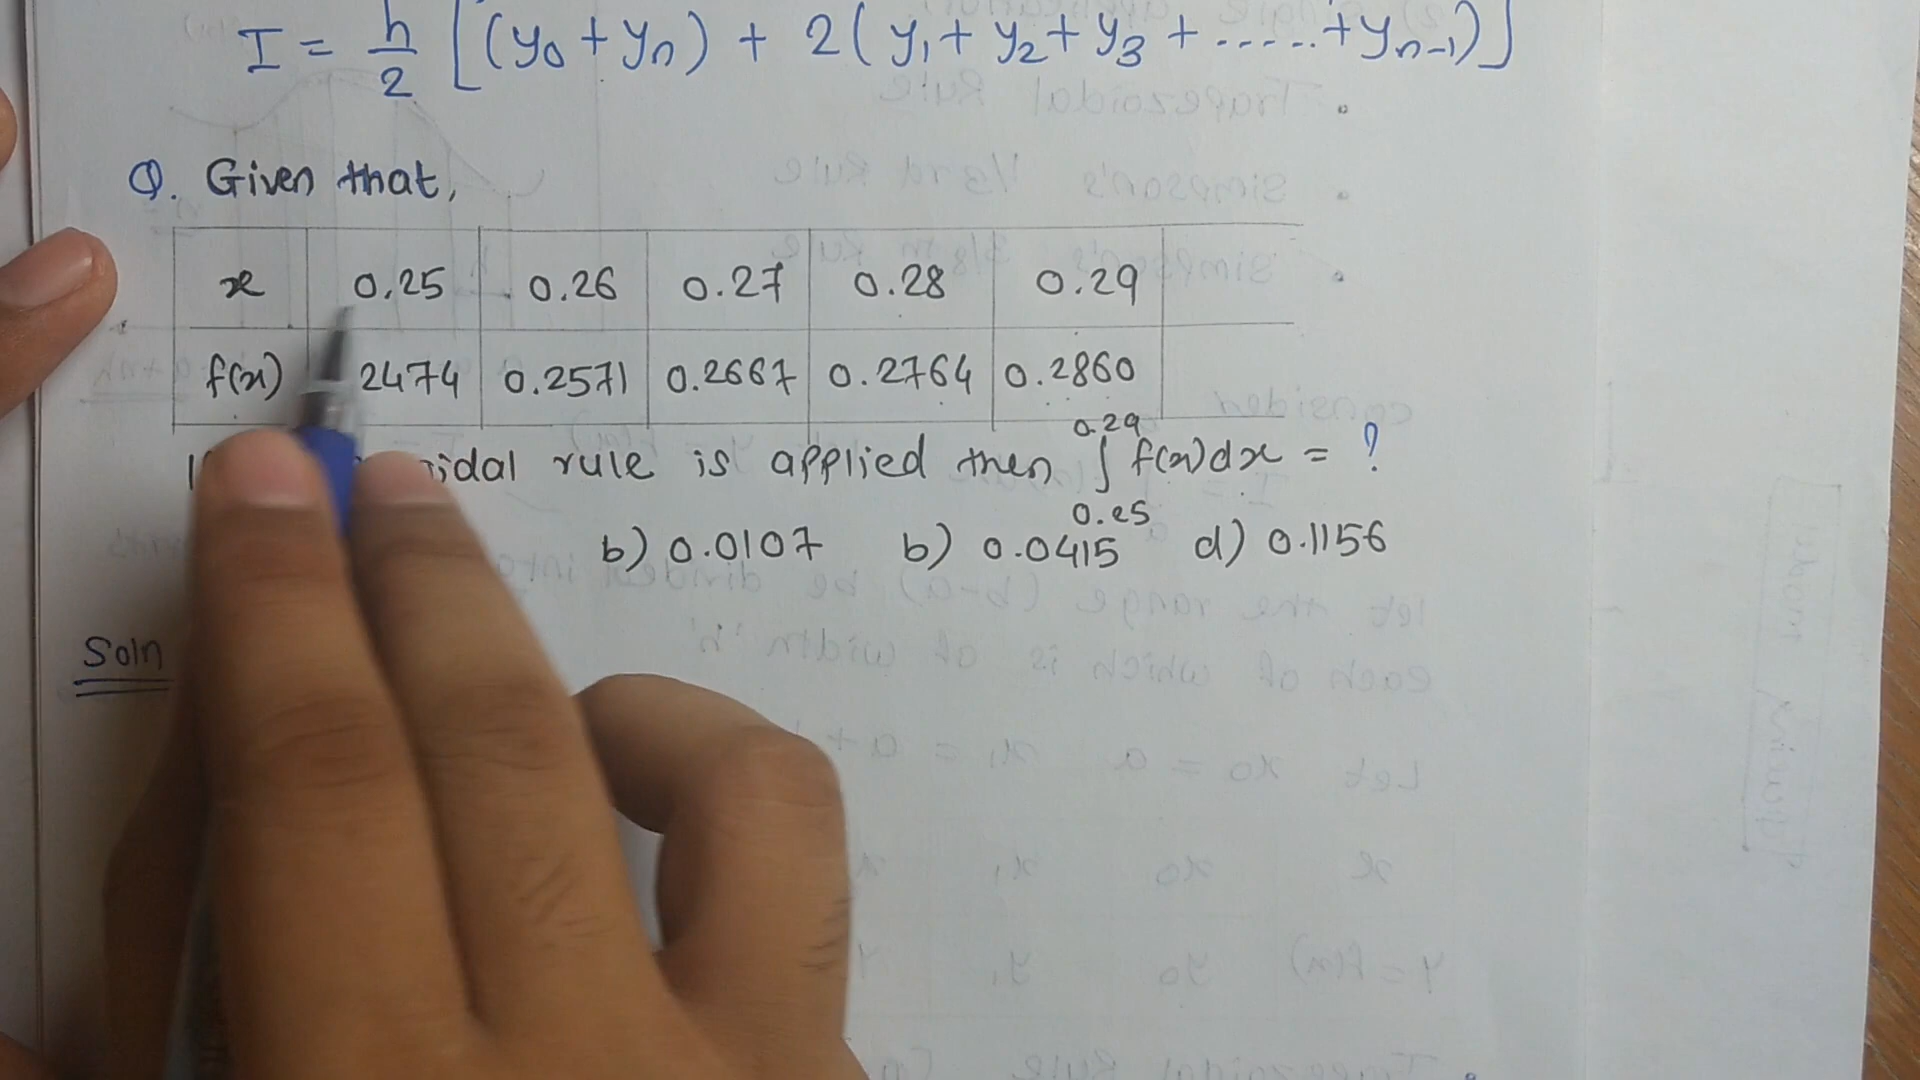 I = h/2 [(y0 + yn) + 2(y1 + y2 + y3 + ..... + yn-1)]
Q. Given that,
x 0.25 0.26 0.27 0.28 0.29
f(x) 2474 0.2571 0.2667 0.2764 0.2860
idal rule is applied then ∫ 0.25 0.29 f(x)dx = ?
b) 0.0107 b) 0.0415 d) 0.1156
Soln